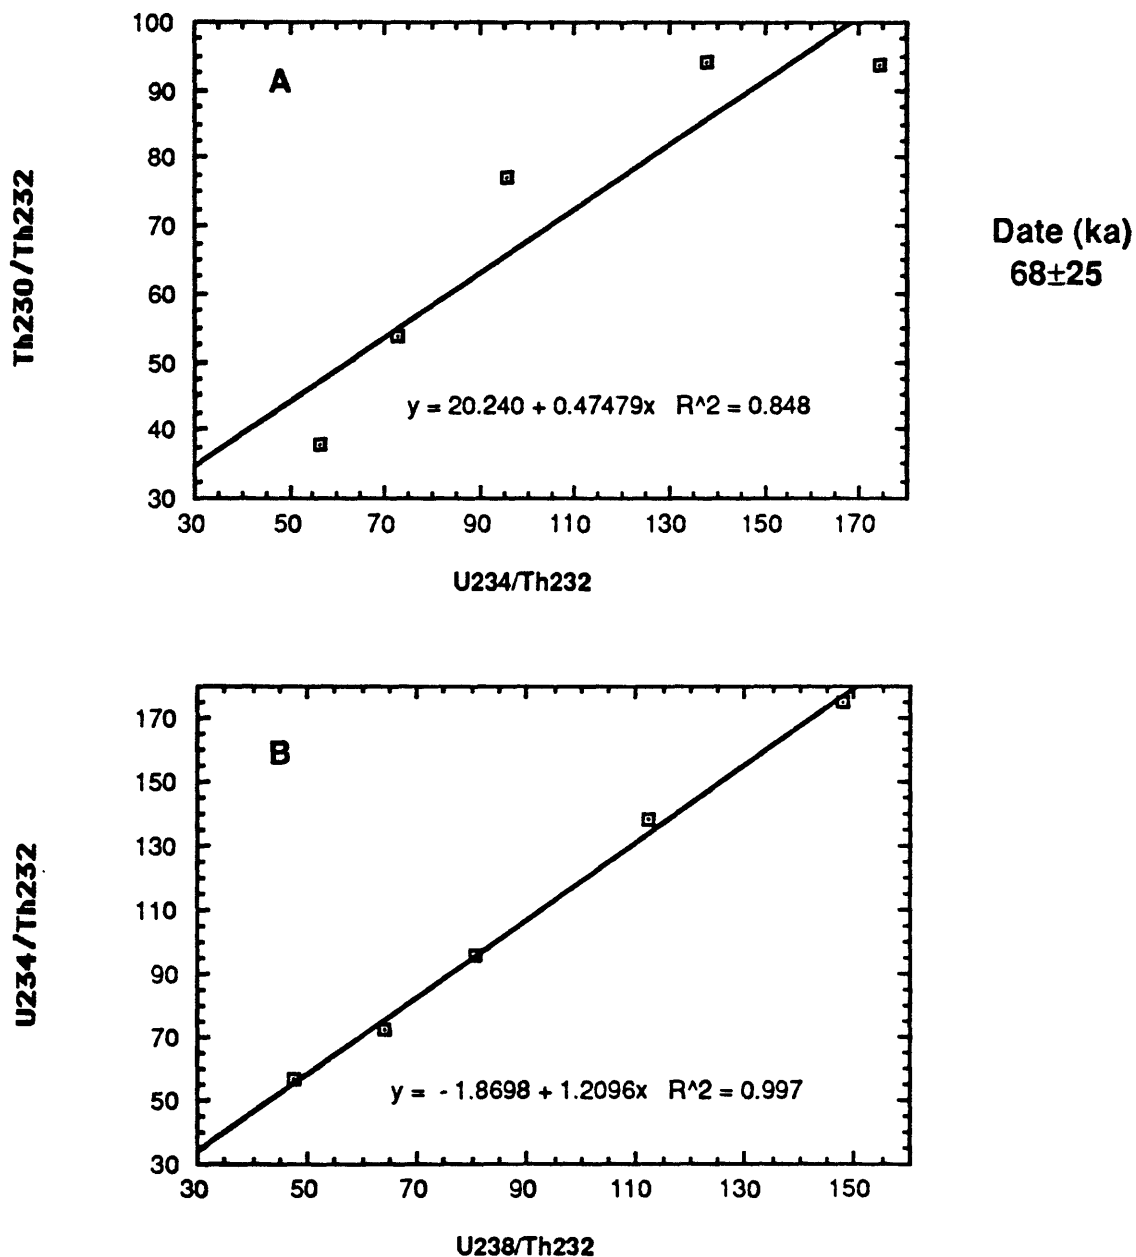 100
A
90
80
70
60
50
40
30
Th230/Th232
y = 20.240 + 0.47479x R^2 = 0.848
30 50 70 90 110 130 150 170
U234/Th232
Date (ka)
68±25
B
170
150
130
110
90
70
50
30
U234/Th232
y = - 1.8698 + 1.2096x R^2 = 0.997
30 50 70 90 110 130 150
U238/Th232